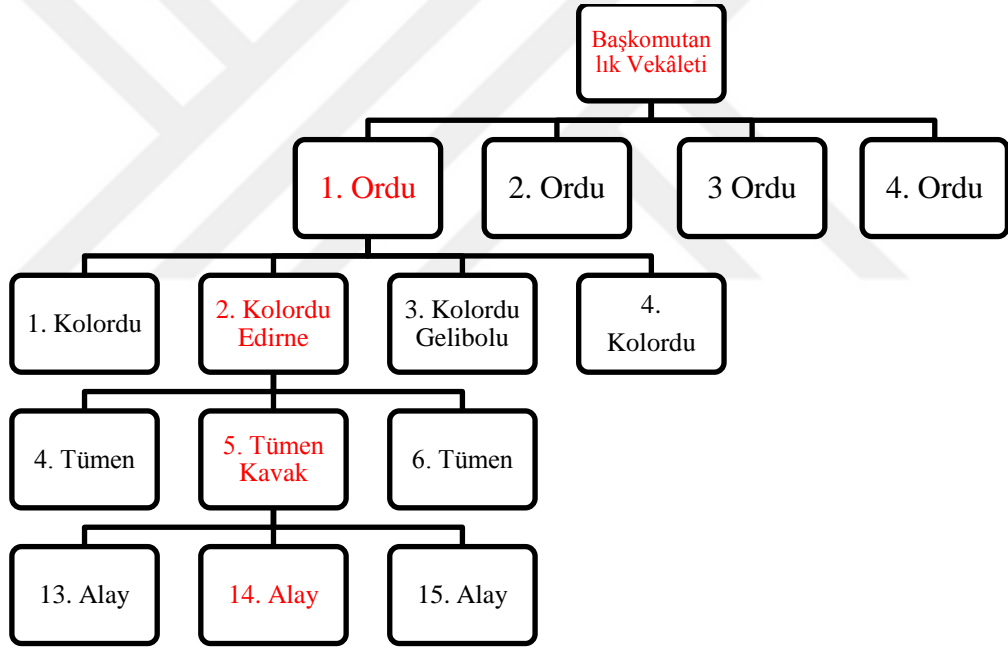 Başkomutan
lık Vekâleti
1. Ordu
2. Ordu
3 Ordu
4. Ordu
1. Kolordu
2. Kolordu
Edirne
3. Kolordu
Gelibolu
4.
Kolordu
4. Tümen
5. Tümen
Kavak
6. Tümen
13. Alay
14. Alay
15. Alay